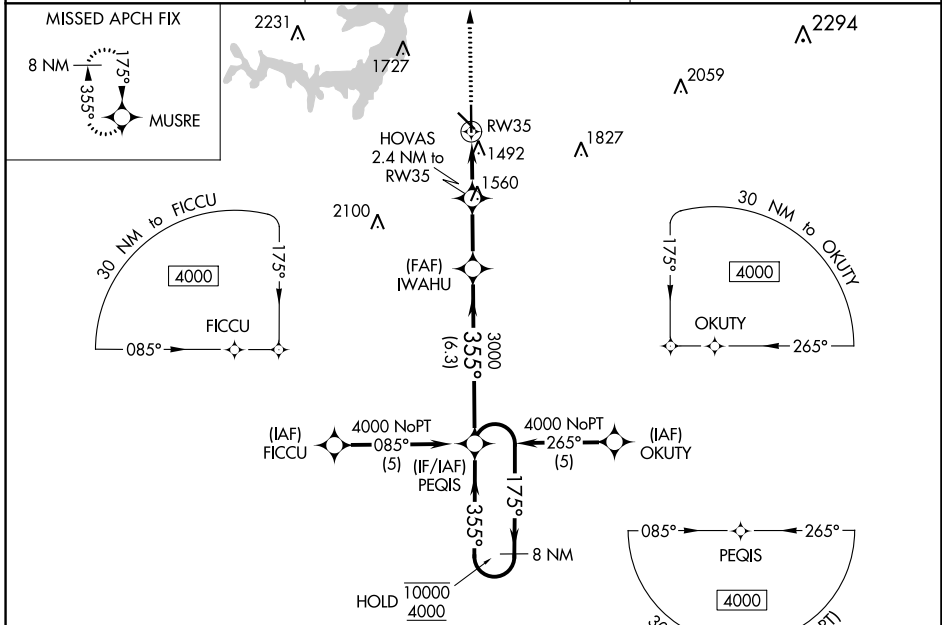 MISSED APCH FIX
8 NM
175°
355°
MUSRE
2231
1727
2294
2059
1827
RW35
1492
HOVAS
2.4 NM to
RW35
1560
2100
30 NM to FICCU
4000
175°
FICCU
085°
30 NM to OKUTY
4000
175°
OKUTY
265°
(FAF)
IWAHU
3000
355°
(6.3)
(IAF)
FICCU
4000 NoPT
085°
(5)
(IF/IAF)
PEQIS
4000 NoPT
265°
(5)
(IAF)
OKUTY
175°
355°
8 NM
HOLD
10000
4000
085°
265°
PEQIS
4000